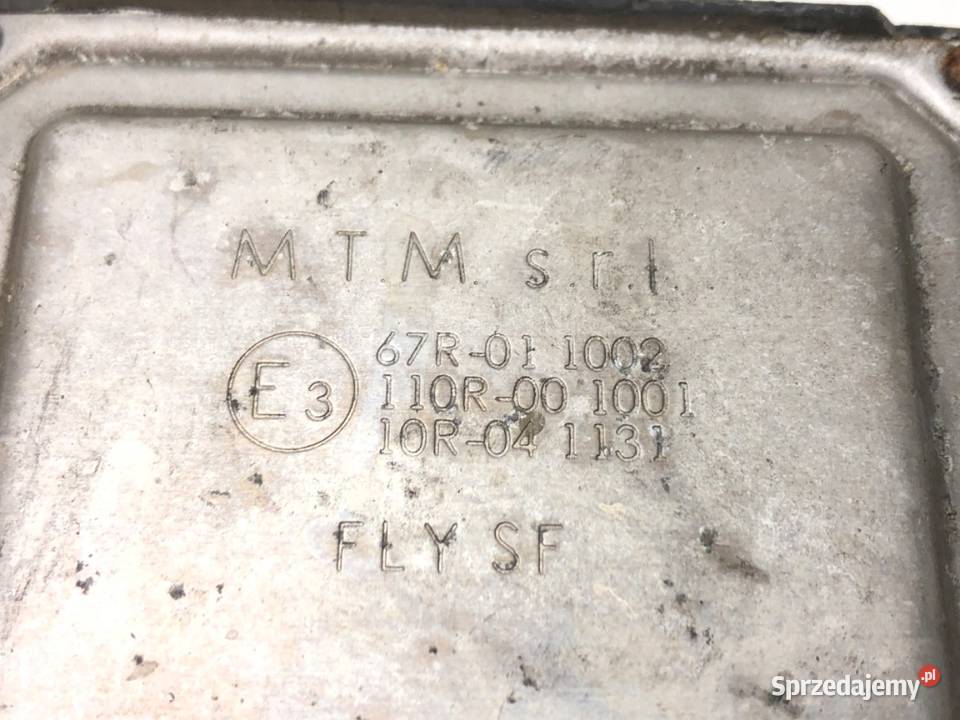 M.T.M. s.r.l.
E3
67R-01 1002
110R-00 1001
10R-04 1131
FLY SF
Sprzedajemy.pl